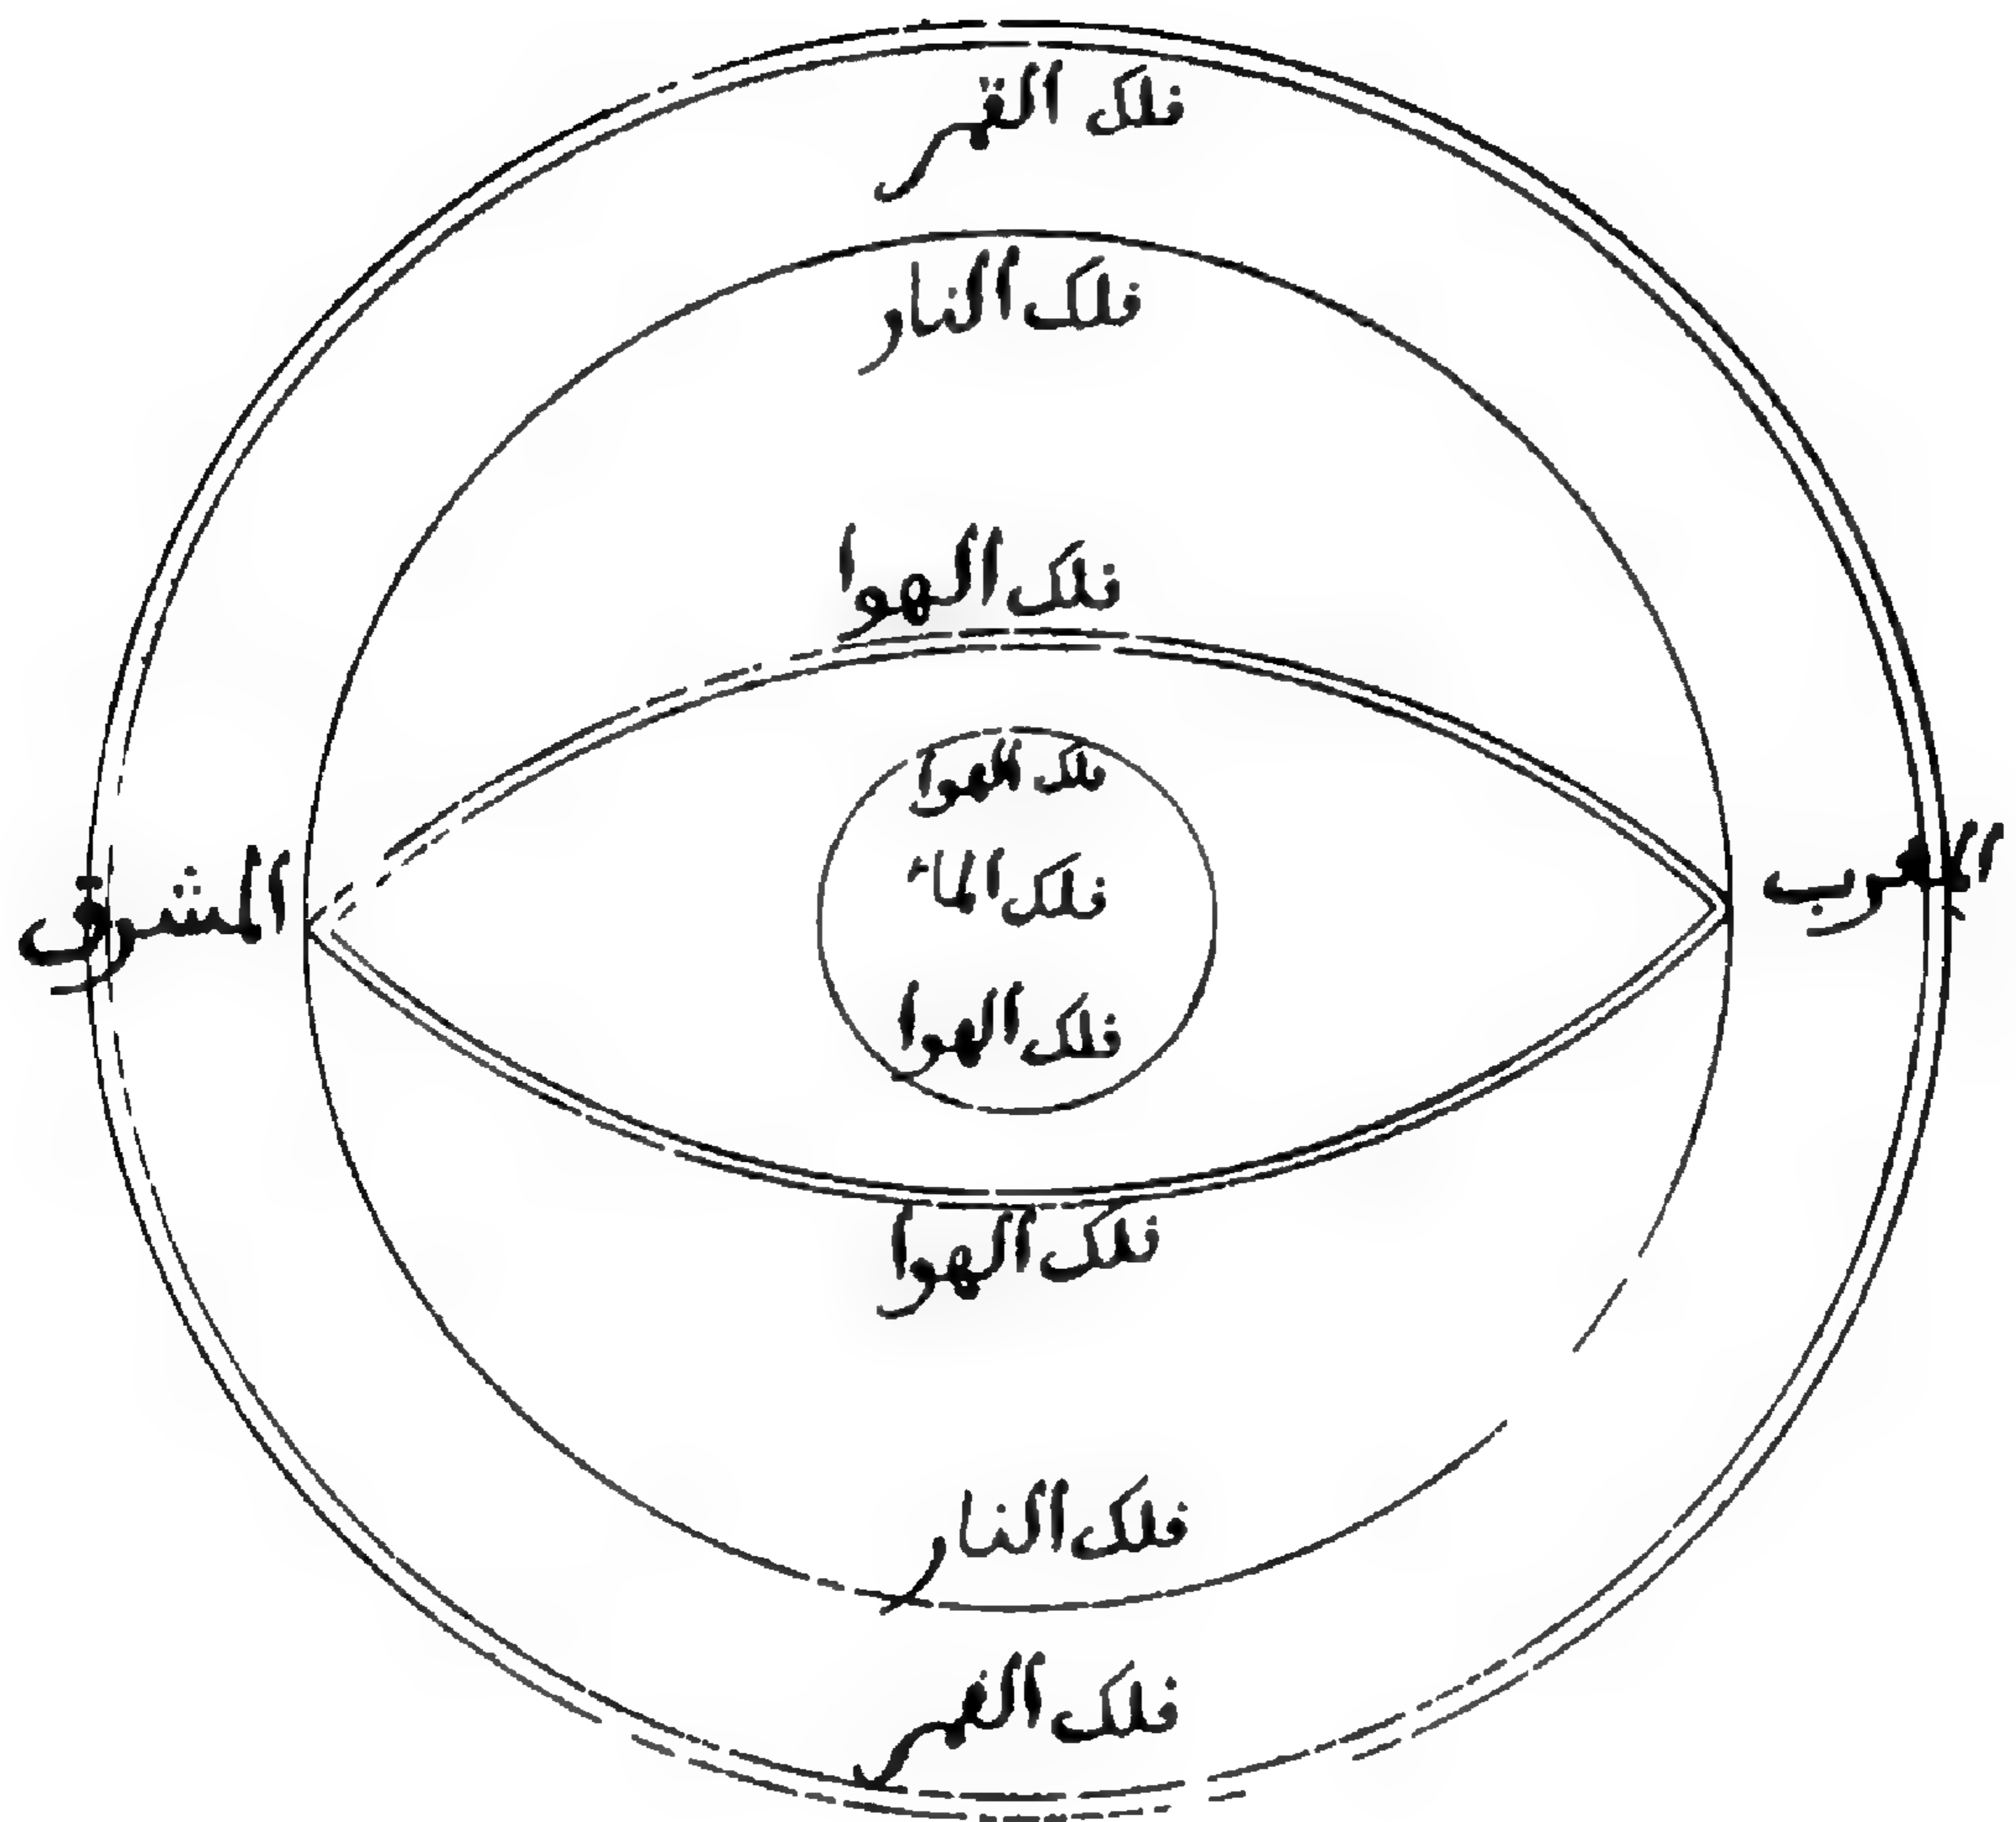 فلك القمر
فلك النار
فلك الهوا
فلك الهوا
المغرب
فلك الماء
المشرق
فلك الهوا
فلك الهوا
فلك النار
فلك القمر